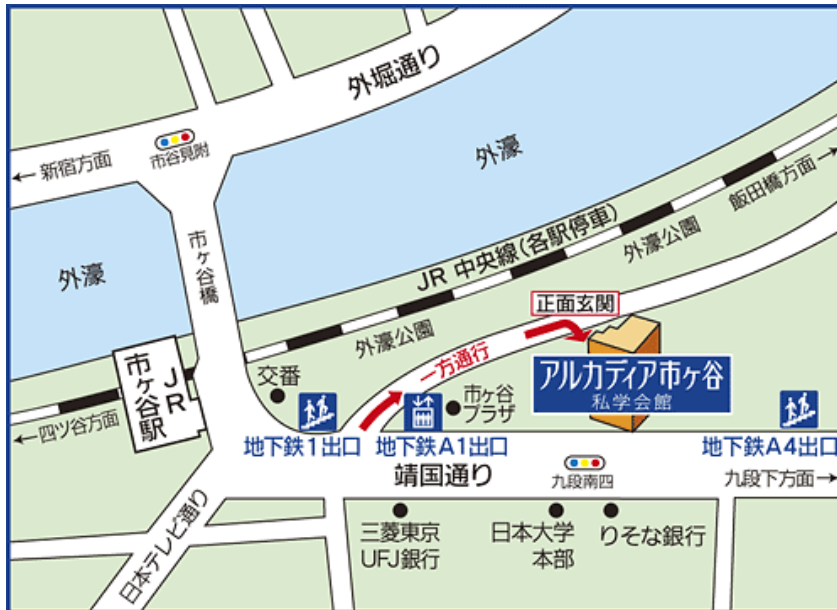 外堀通り
市谷見附
←新宿方面
外濠
飯田橋方面→
外濠
市ヶ谷橋
JR 中央線(各駅停車)
外濠公園
正面玄関
外濠公園
一方通行
JR
市ヶ谷駅
交番
市ヶ谷
プラザ
アルカディア市ヶ谷
私学会館
←四ツ谷方面
地下鉄1出口
地下鉄A1出口
地下鉄A4出口
靖国通り
九段南四
九段下方面→
日本テレビ通り
三菱東京
UFJ銀行
日本大学
本部
りそな銀行